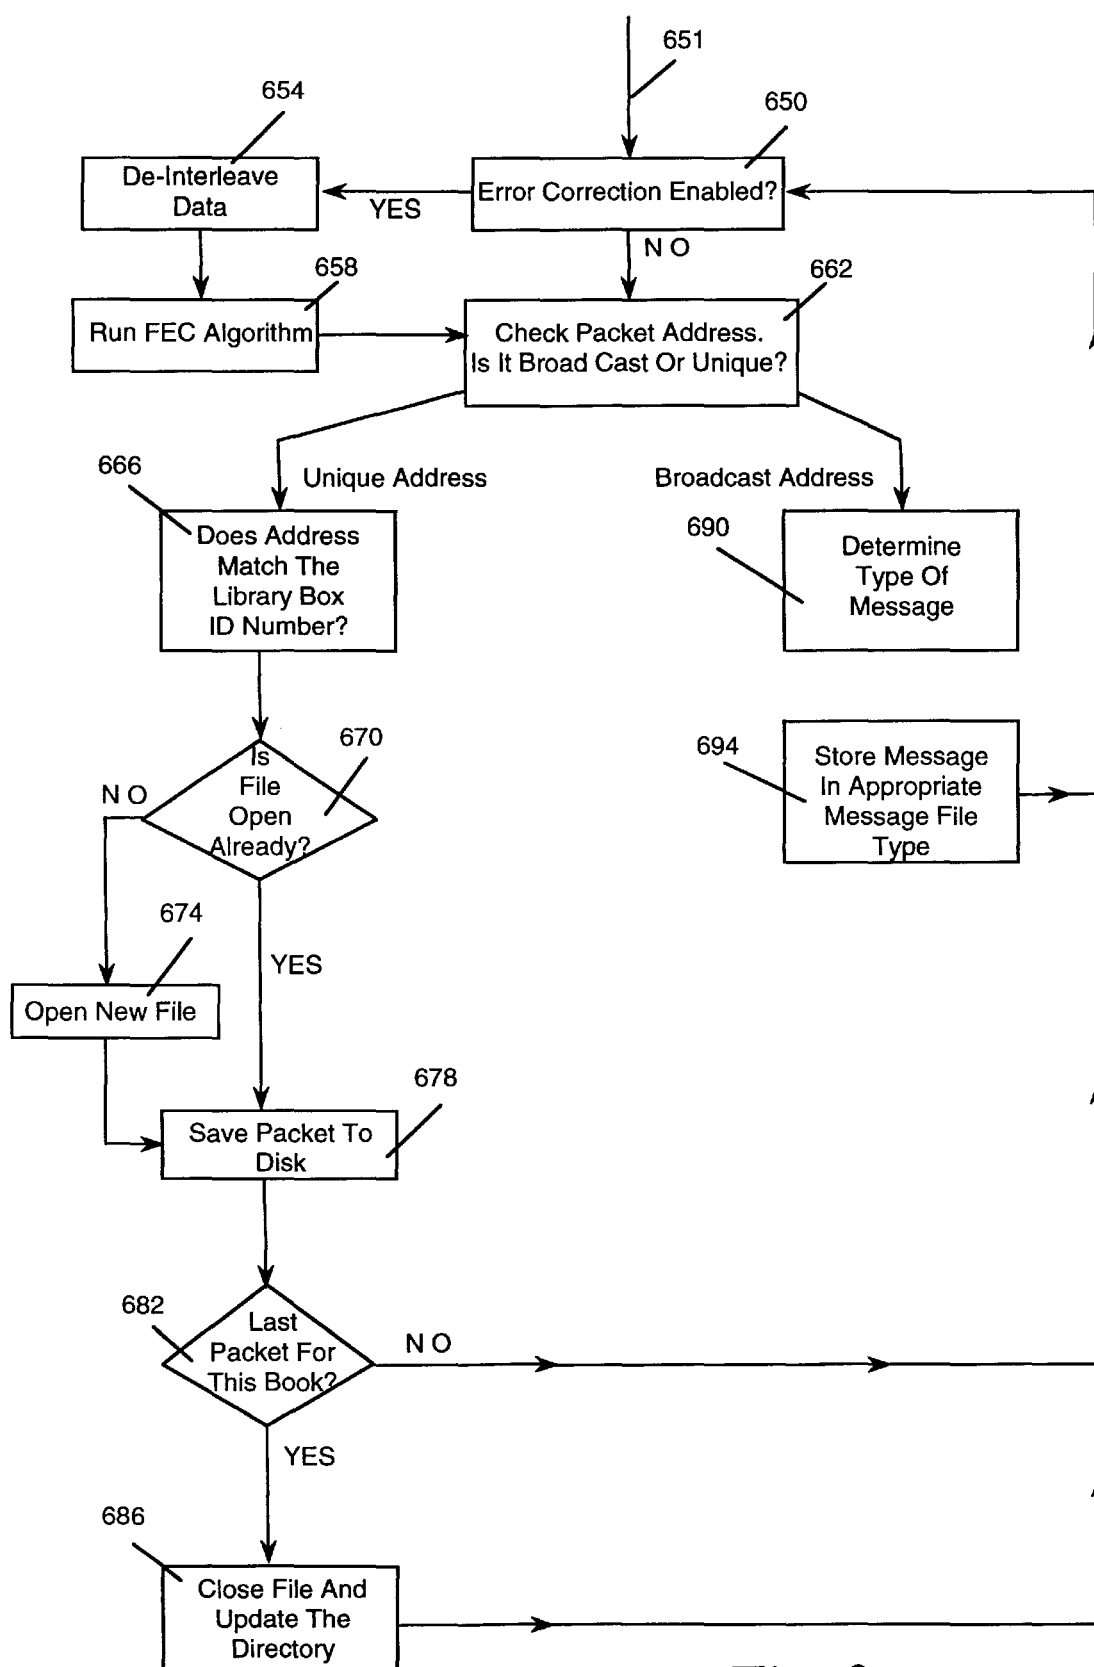 651
654
650
De-Interleave
Data
YES
Error Correction Enabled?
NO
658
662
Run FEC Algorithm
Check Packet Address.
Is It Broad Cast Or Unique?
666
Unique Address
Broadcast Address
690
Does Address
Match The
Library Box
ID Number?
Determine
Type Of
Message
670
694
Is
File
Open
Already?
NO
Store Message
In Appropriate
Message File
Type
674
YES
Open New File
678
Save Packet To
Disk
682
Last
Packet For
This Book?
NO
YES
686
Close File And
Update The
Directory